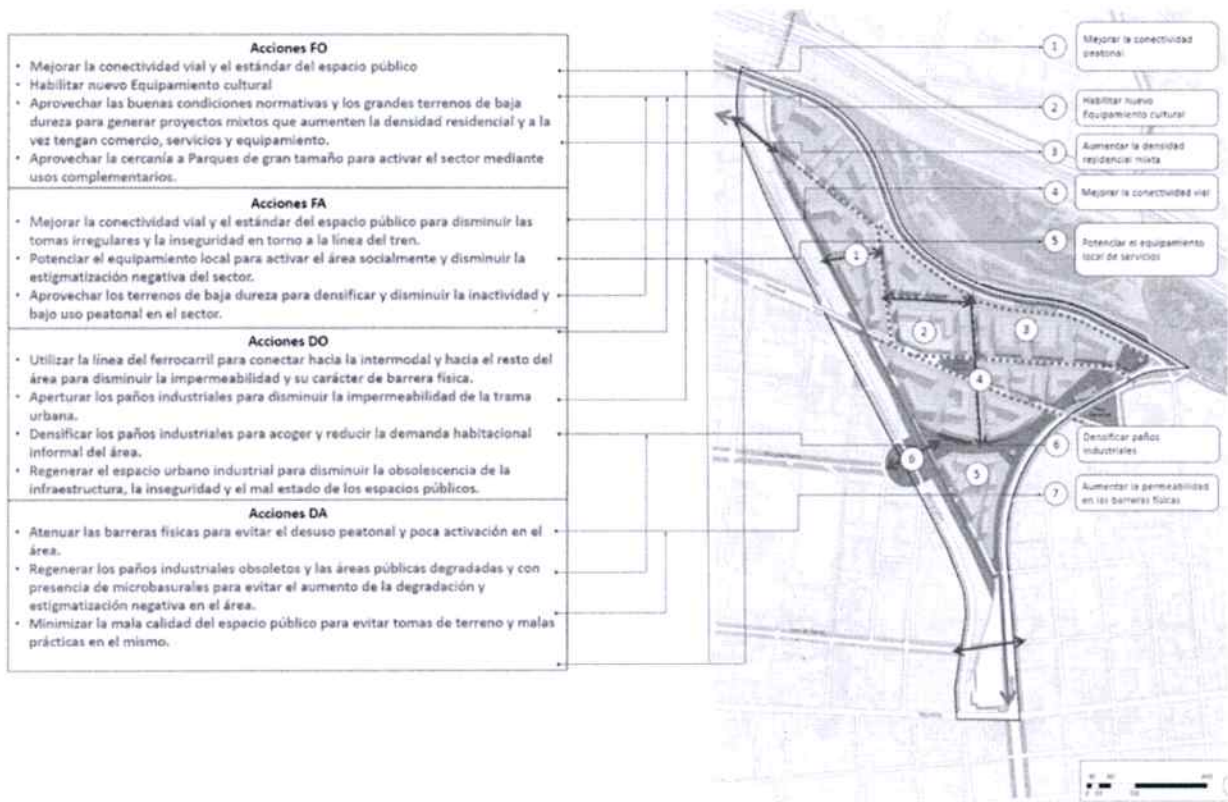 Acciones FO
• Mejorar la conectividad vial y el estándar del espacio público
• Habilitar nuevo Equipamiento cultural
• Aprovechar las buenas condiciones normativas y los grandes terrenos de baja
dureza para generar proyectos mixtos que aumenten la densidad residencial y a la
vez tengan comercio, servicios y equipamiento.
• Aprovechar la cercanía a Parques de gran tamaño para activar el sector mediante
usos complementarios.
Acciones FA
• Mejorar la conectividad vial y el estándar del espacio público para disminuir las
tomas irregulares y la inseguridad en torno a la línea del tren.
• Potenciar el equipamiento local para activar el área socialmente y disminuir la
estigmatización negativa del sector.
• Aprovechar los terrenos de baja dureza para densificar y disminuir la inactividad y
bajo uso peatonal en el sector.
Acciones DO
• Utilizar la línea del ferrocarril para conectar hacia la intermodal y hacia el resto del
área para disminuir la impermeabilidad y su carácter de barrera física.
• Aperturar los paños industriales para disminuir la impermeabilidad de la trama
urbana.
• Densificar los paños industriales para acoger y reducir la demanda habitacional
informal del área.
• Regenerar el espacio urbano industrial para disminuir la obsolescencia de la
infraestructura, la inseguridad y el mal estado de los espacios públicos.
Acciones DA
• Atenuar las barreras físicas para evitar el desuso peatonal y poca activación en el
área.
• Regenerar los paños industriales obsoletos y las áreas públicas degradadas y con
presencia de microbasurales para evitar el aumento de la degradación y
estigmatización negativa en el área.
• Minimizar la mala calidad del espacio público para evitar tomas de terreno y malas
prácticas en el mismo.
1 Mejorar la conectividad
peatonal
2 Habilitar nuevo
Equipamiento cultural
3 Aumentar la densidad
residencial mixta
4 Mejorar la conectividad vial
5 Potenciar el equipamiento
local de servicios
6 Densificar paños
industriales
7 Aumentar la permeabilidad
en las barreras físicas
1
2
3
4
5
6